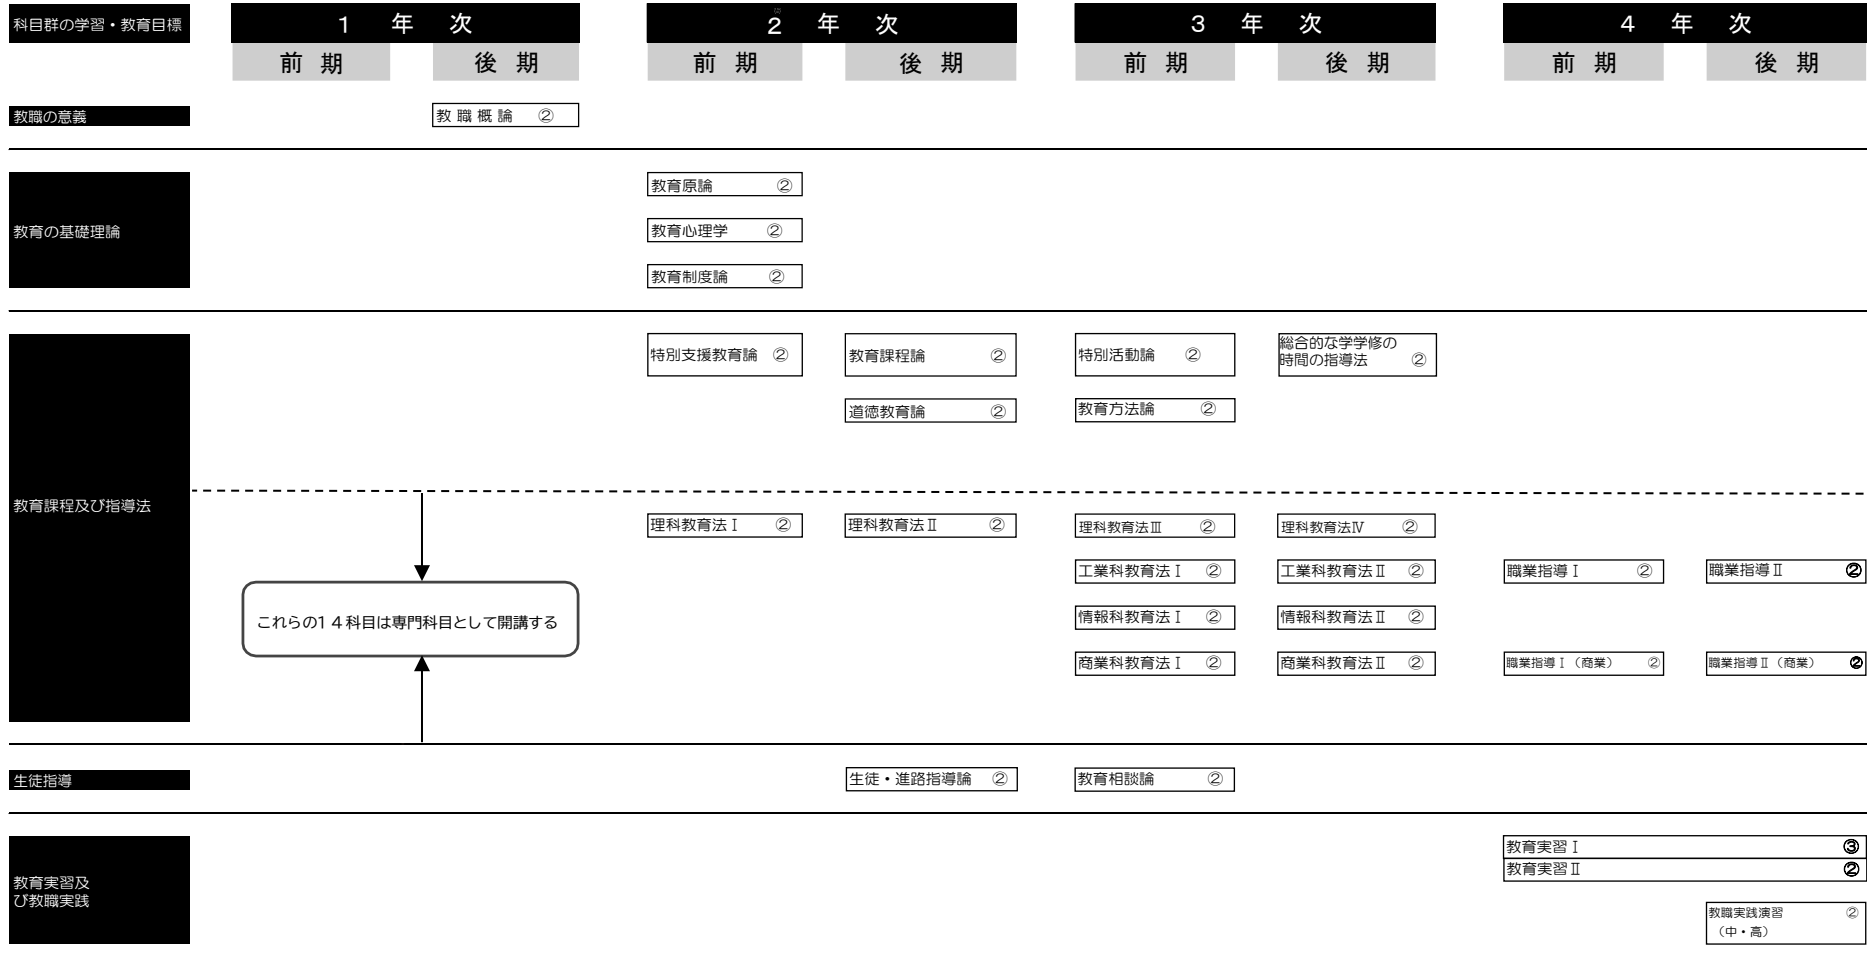 科目群の学習・教育目標
１ 年 次
２ 年 次
３ 年 次
４ 年 次
前 期
後 期
前 期
後 期
前 期
後 期
前 期
後 期
教職の意義
教 職 概 論 ②
教育の基礎理論
教育原論 ②
教育心理学 ②
教育制度論 ②
教育課程及び指導法
特別支援教育論 ②
教育課程論 ②
特別活動論 ②
総合的な学学修の
時間の指導法 ②
道徳教育論 ②
教育方法論 ②
理科教育法Ⅰ ②
理科教育法Ⅱ ②
理科教育法Ⅲ ②
理科教育法Ⅳ ②
工業科教育法Ⅰ ②
工業科教育法Ⅱ ②
職業指導Ⅰ ②
職業指導Ⅱ ②
これらの１４科目は専門科目として開講する
情報科教育法Ⅰ ②
情報科教育法Ⅱ ②
商業科教育法Ⅰ ②
商業科教育法Ⅱ ②
職業指導Ⅰ（商業） ②
職業指導Ⅱ（商業） ②
生徒指導
生徒・進路指導論 ②
教育相談論 ②
教育実習及
び教職実践
教育実習Ⅰ ③
教育実習Ⅱ ②
教職実践演習 ②
（中・高）